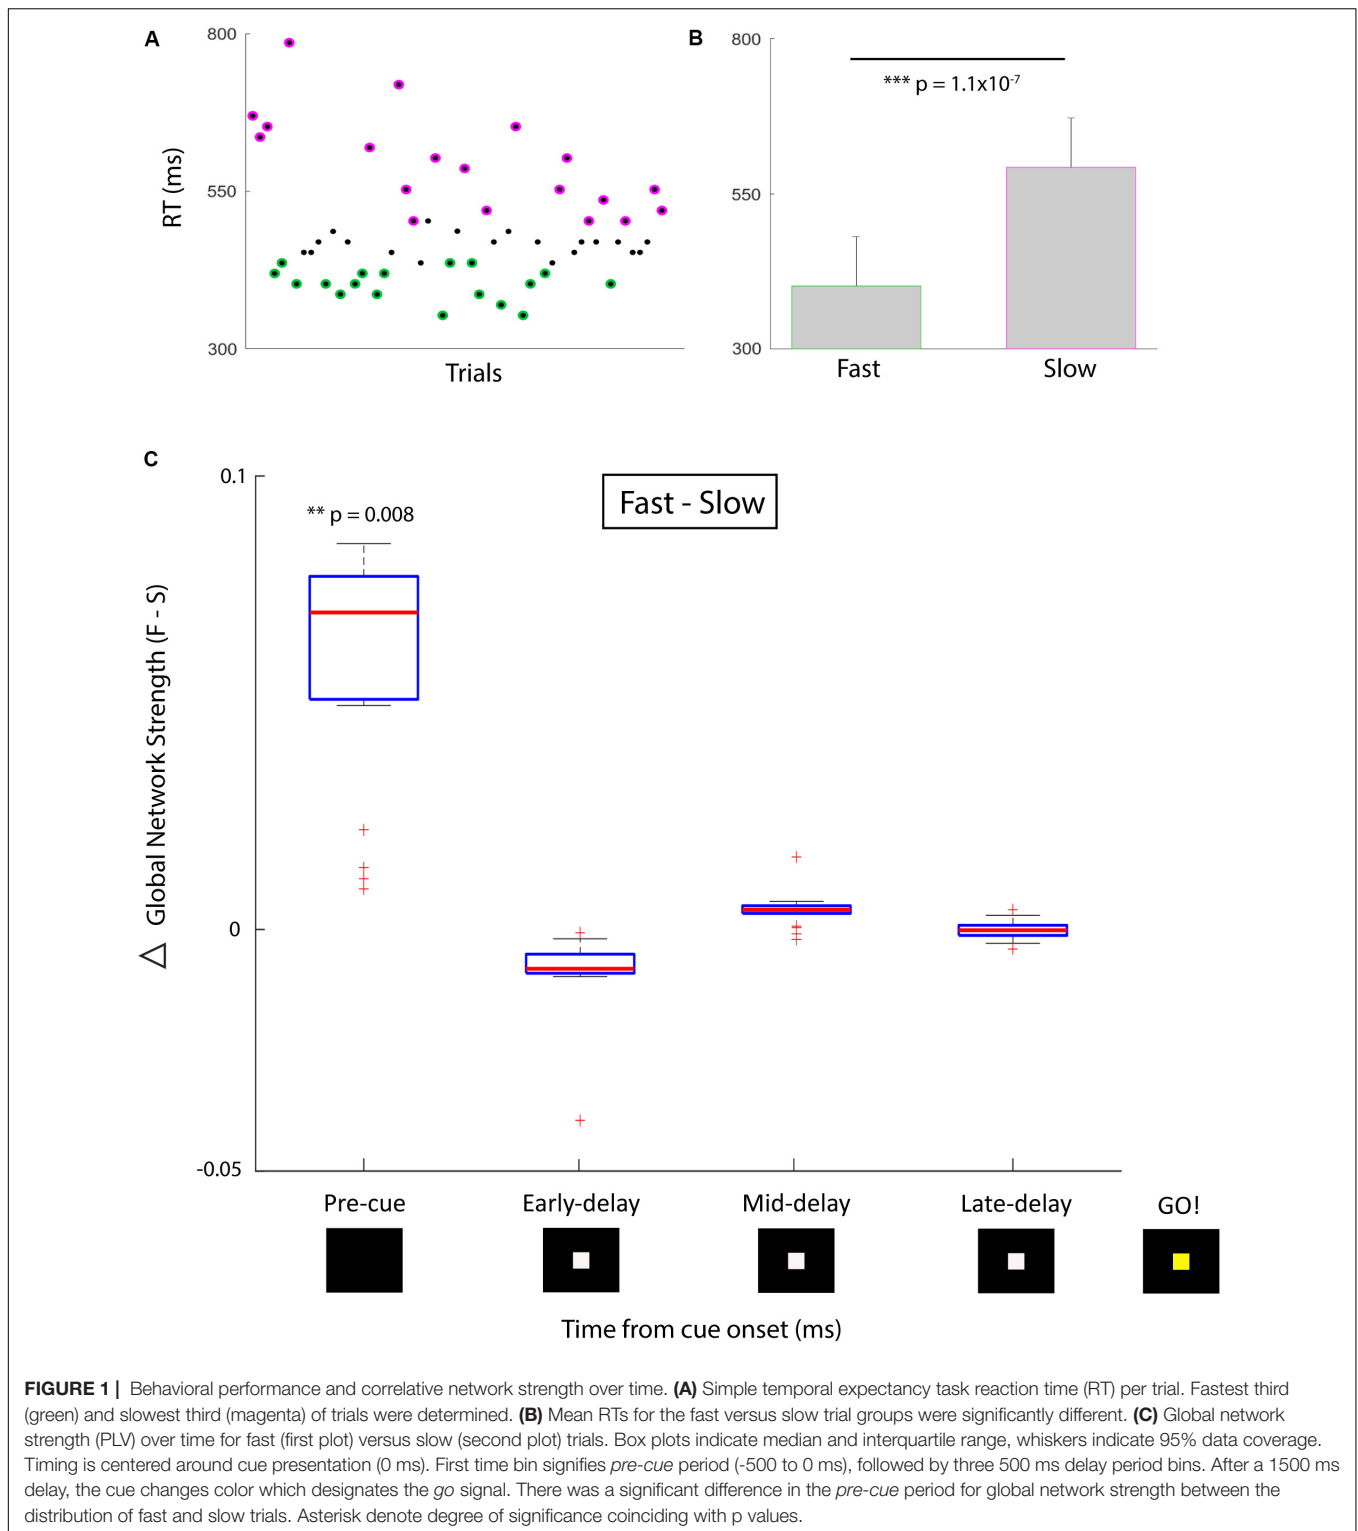 A
800
550
300
RT (ms)
Trials
B
800
550
300
*** p = 1.1x10-7
Fast
Slow
C
0.1
0
-0.05
△ Global Network Strength (F - S)
** p = 0.008
Fast - Slow
Pre-cue
Early-delay
Mid-delay
Late-delay
GO!
Time from cue onset (ms)
FIGURE 1 | Behavioral performance and correlative network strength over time. (A) Simple temporal expectancy task reaction time (RT) per trial. Fastest third
(green) and slowest third (magenta) of trials were determined. (B) Mean RTs for the fast versus slow trial groups were significantly different. (C) Global network
strength (PLV) over time for fast (first plot) versus slow (second plot) trials. Box plots indicate median and interquartile range, whiskers indicate 95% data coverage.
Timing is centered around cue presentation (0 ms). First time bin signifies pre-cue period (-500 to 0 ms), followed by three 500 ms delay period bins. After a 1500 ms
delay, the cue changes color which designates the go signal. There was a significant difference in the pre-cue period for global network strength between the
distribution of fast and slow trials. Asterisk denote degree of significance coinciding with p values.